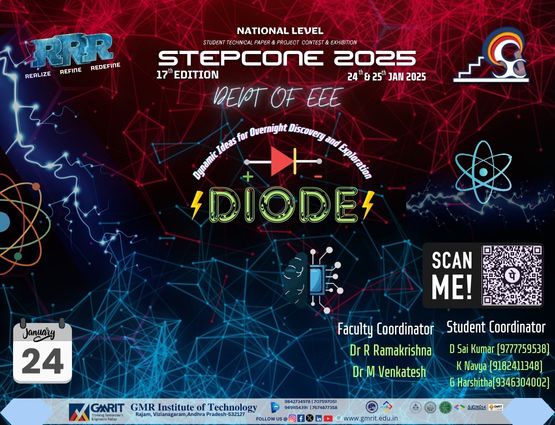 NATIONAL LEVEL
STUDENT TECHNICAL PAPER & PROJECT CONTEST & EXHIBITION
STEPCONE 2025
17th EDITION
24th & 25th JAN 2025
RRR
REALIZE REFINE REDEFINE
DEPT OF EEE
Dynamic Ideas for Overnight Discovery and Exploration
+ -
DIODE
SCAN
ME!
January
24
Faculty Coordinator
Dr R Ramakrishna
Dr M Venkatesh
Student Coordinator
D Sai Kumar [9777759538]
K Navya [9182411348]
G Harshitha[9346304002]
GMRIT
GMR Institute of Technology
Rajam, Vizianagaram, Andhra Pradesh-532127
FOLLOW US @
www.gmrit.edu.in